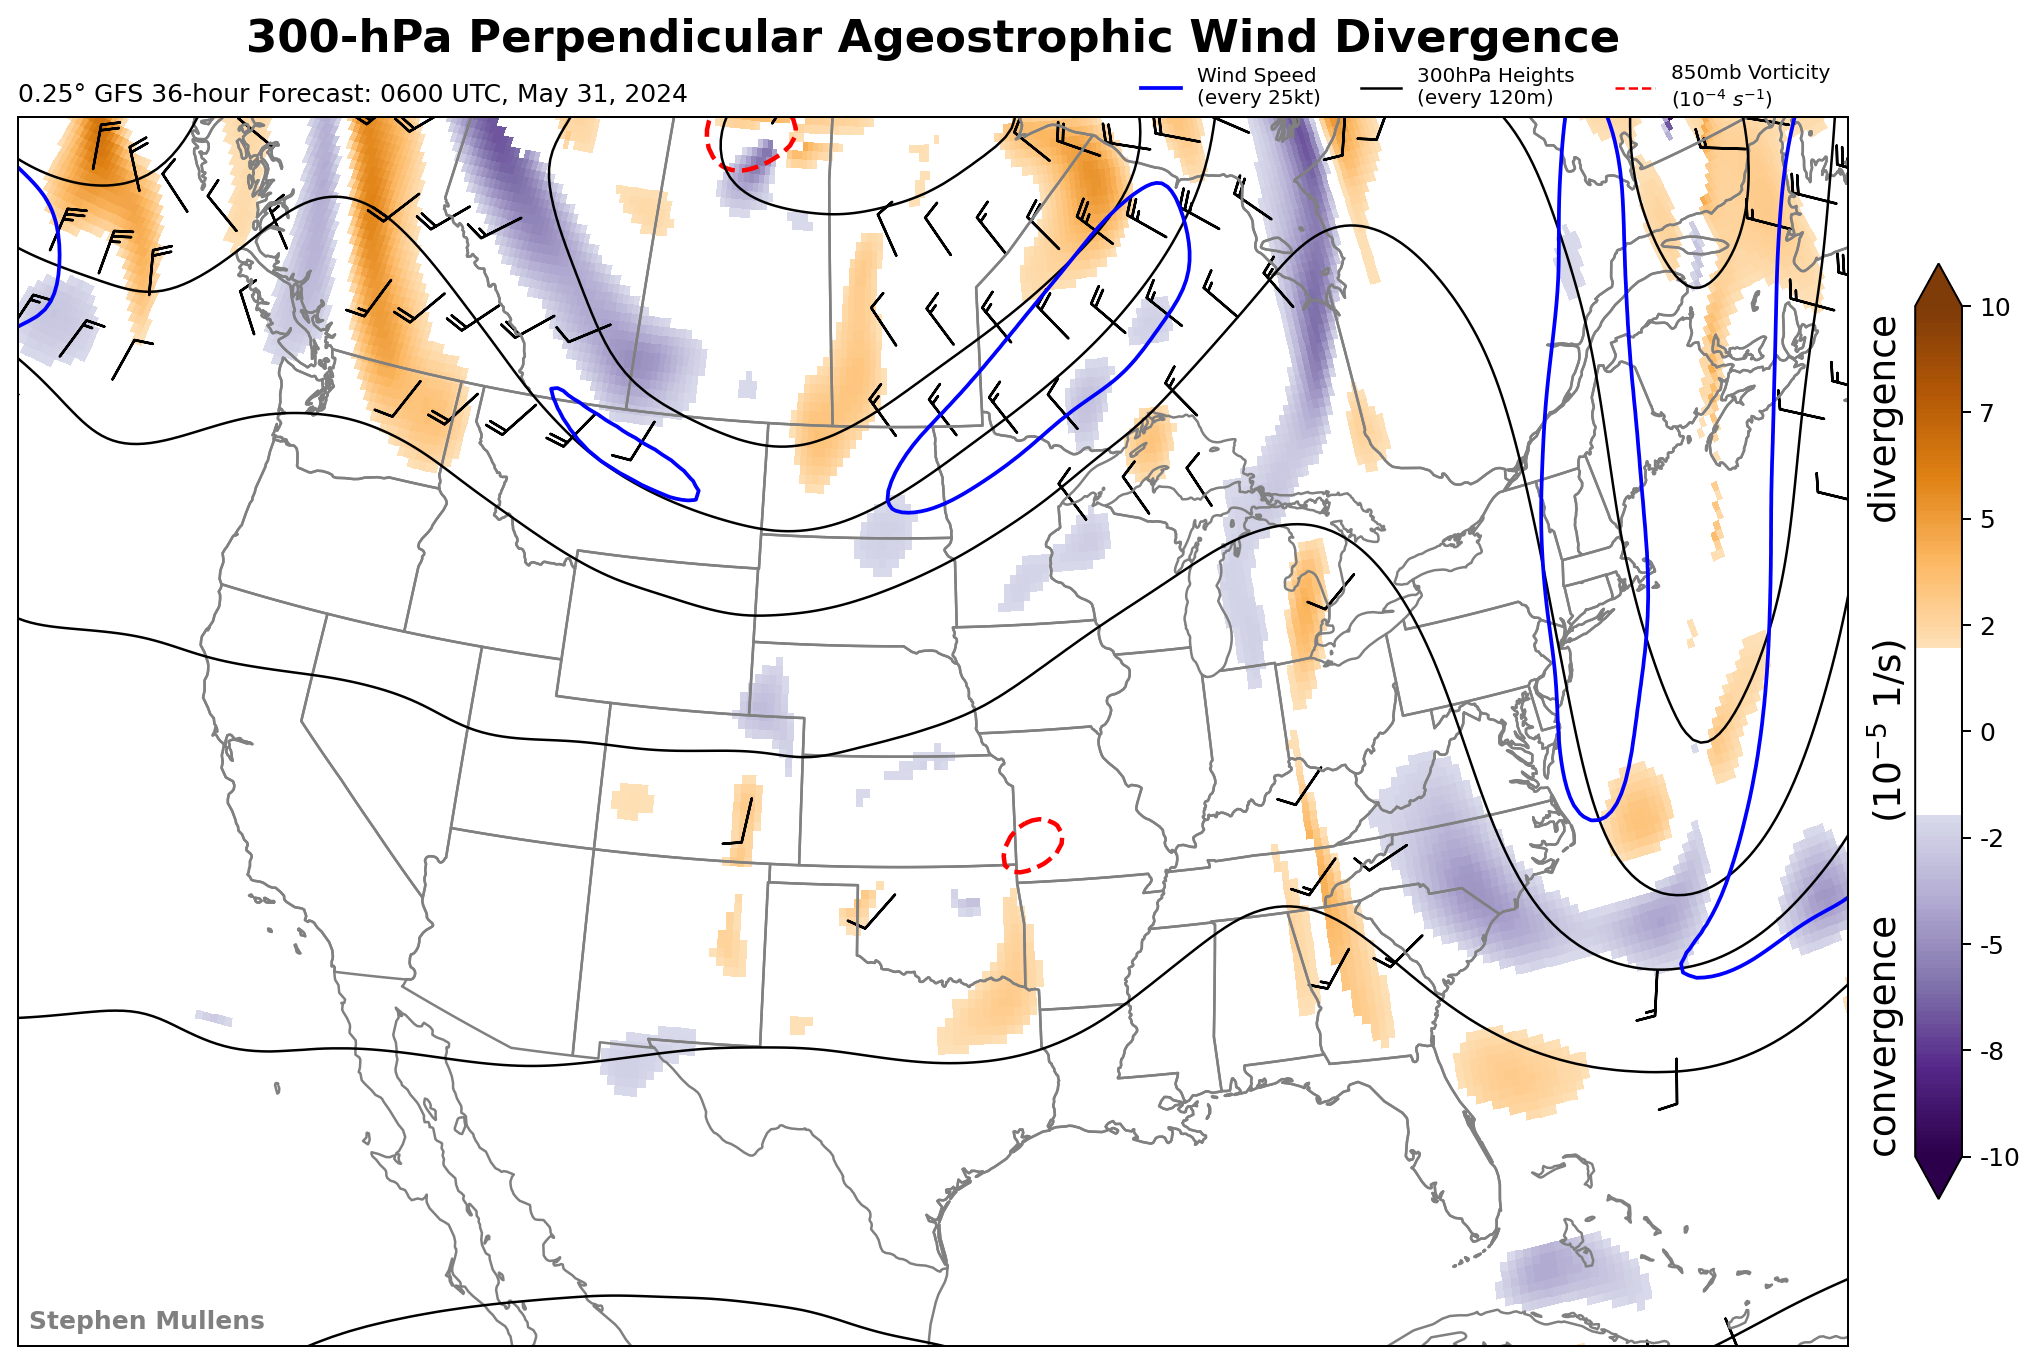 300-hPa Perpendicular Ageostrophic Wind Divergence
0.25° GFS 36-hour Forecast: 0600 UTC, May 31, 2024
Wind Speed
(every 25kt)
300hPa Heights
(every 120m)
850mb Vorticity
(10⁻⁴ s⁻¹)
10
7
5
2
0
-2
-5
-8
-10
convergence (10⁻⁵ 1/s) divergence
Stephen Mullens